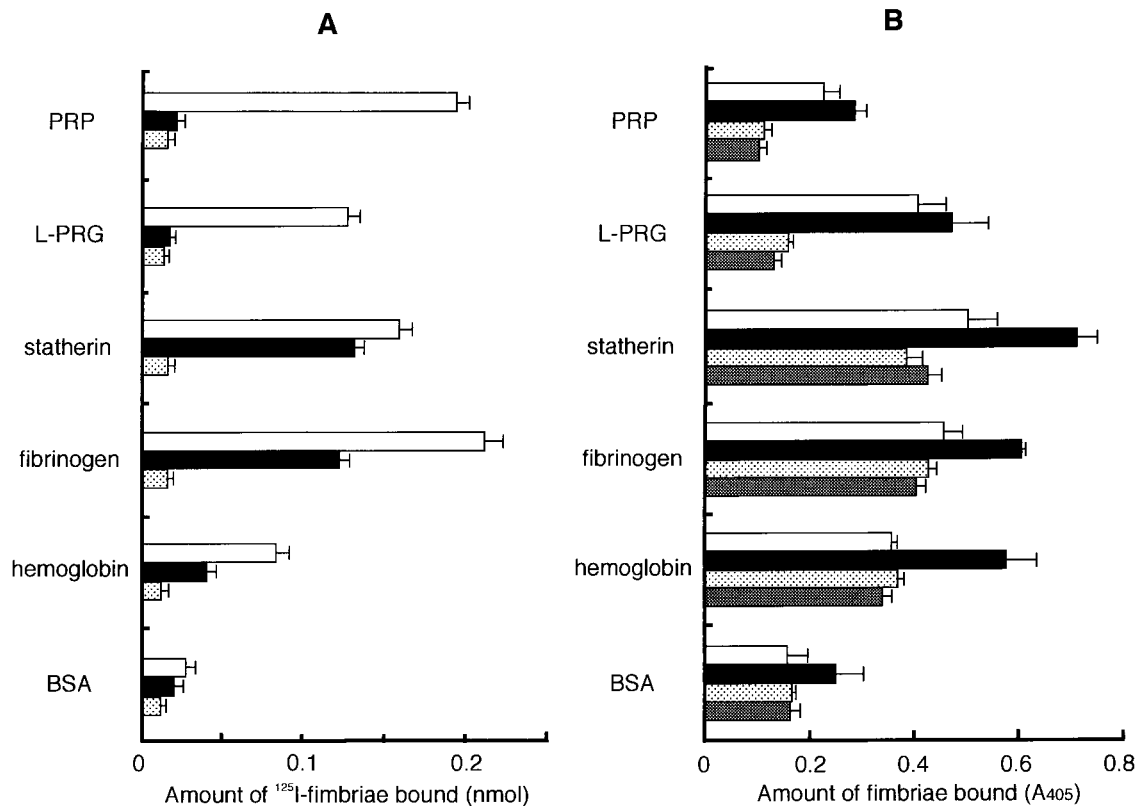 A
PRP
L-PRG
statherin
fibrinogen
hemoglobin
BSA
0 0.1 0.2
Amount of ¹²⁵I-fimbriae bound (nmol)
B
PRP
L-PRG
statherin
fibrinogen
hemoglobin
BSA
0 0.2 0.4 0.6 0.8
Amount of fimbriae bound (A₄₀₅)